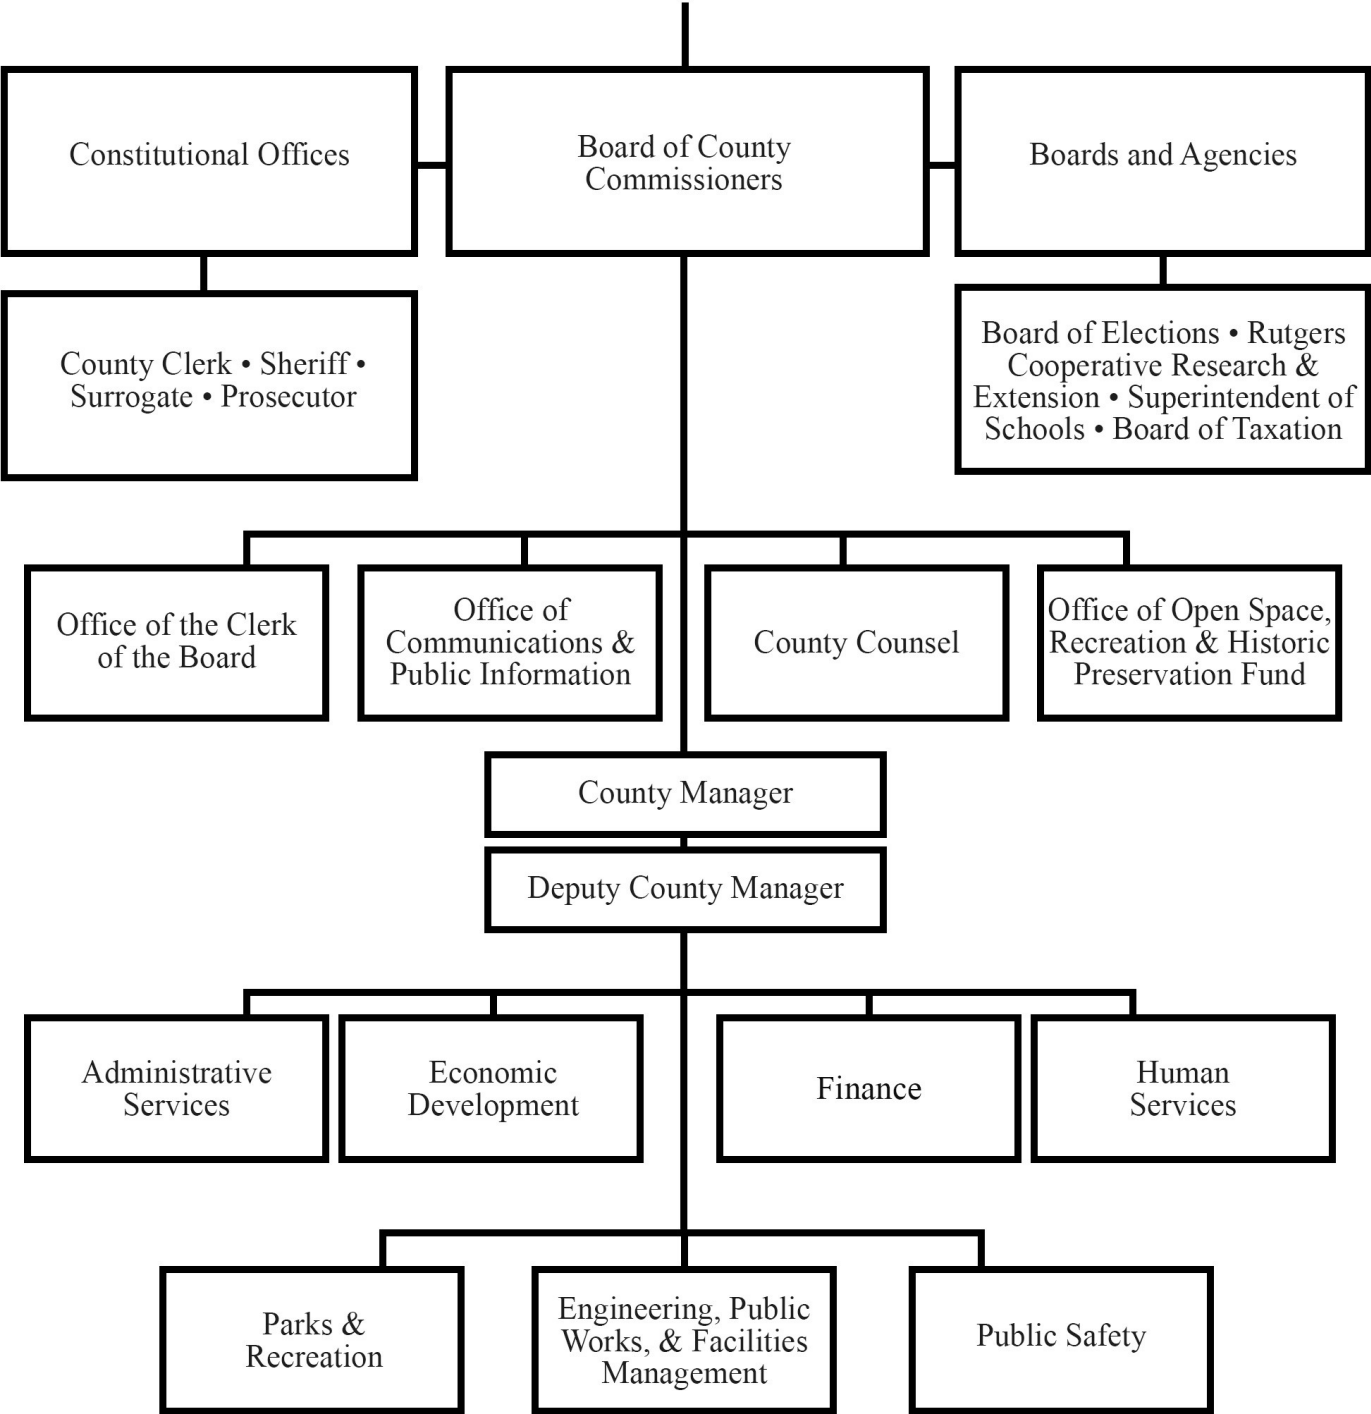 Constitutional Offices
Board of County
Commissioners
Boards and Agencies
County Clerk • Sheriff •
Surrogate • Prosecutor
Board of Elections • Rutgers
Cooperative Research &
Extension • Superintendent of
Schools • Board of Taxation
Office of the Clerk
of the Board
Office of
Communications &
Public Information
County Counsel
Office of Open Space,
Recreation & Historic
Preservation Fund
County Manager
Deputy County Manager
Administrative
Services
Economic
Development
Finance
Human
Services
Parks &
Recreation
Engineering, Public
Works, & Facilities
Management
Public Safety